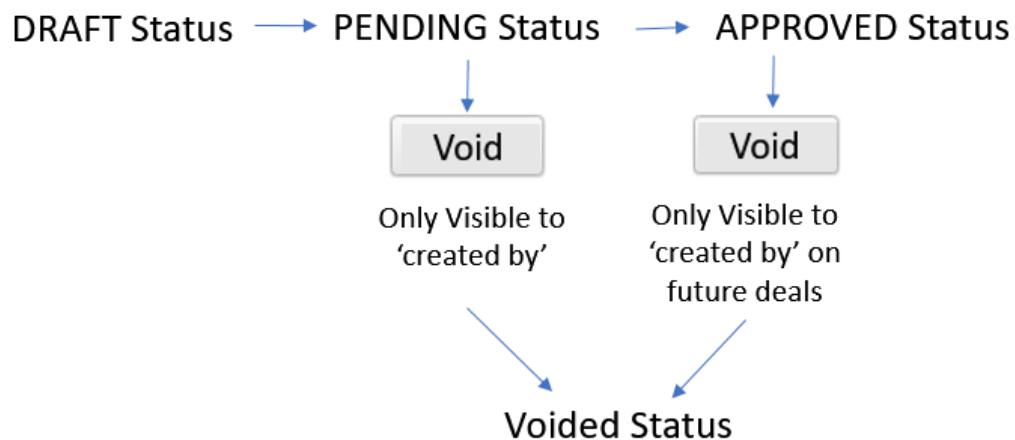 DRAFT Status
PENDING Status
APPROVED Status
Void
Void
Only Visible to
‘created by’
Only Visible to
‘created by’ on
future deals
Voided Status